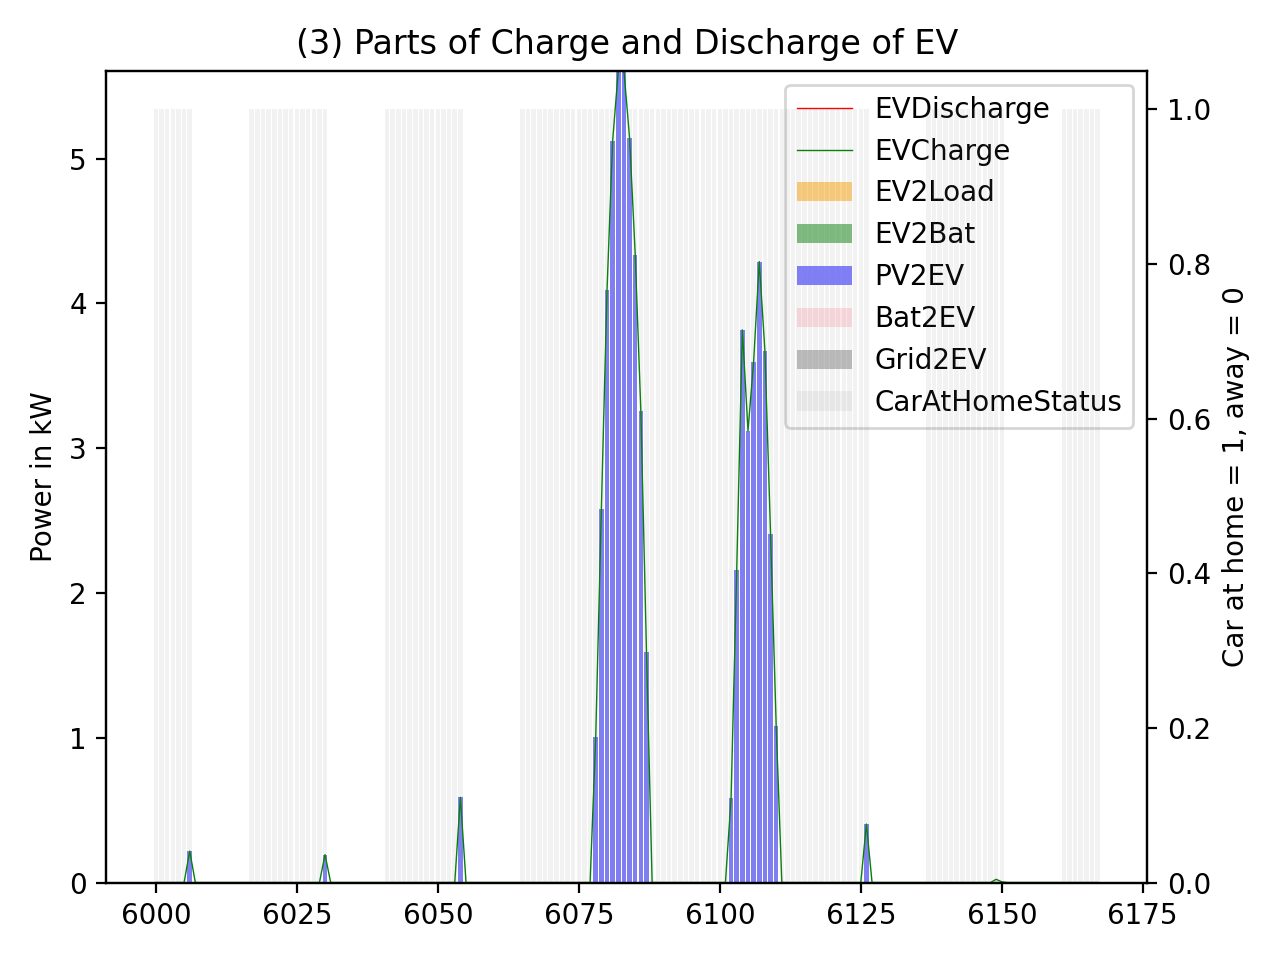 (3) Parts of Charge and Discharge of EV
EVDischarge
EVCharge
EV2Load
EV2Bat
PV2EV
Bat2EV
Grid2EV
CarAtHomeStatus
Power in kW
5
4
3
2
1
0
1.0
0.8
0.6
0.4
0.2
0.0
Car at home = 1, away = 0
6000 6025 6050 6075 6100 6125 6150 6175